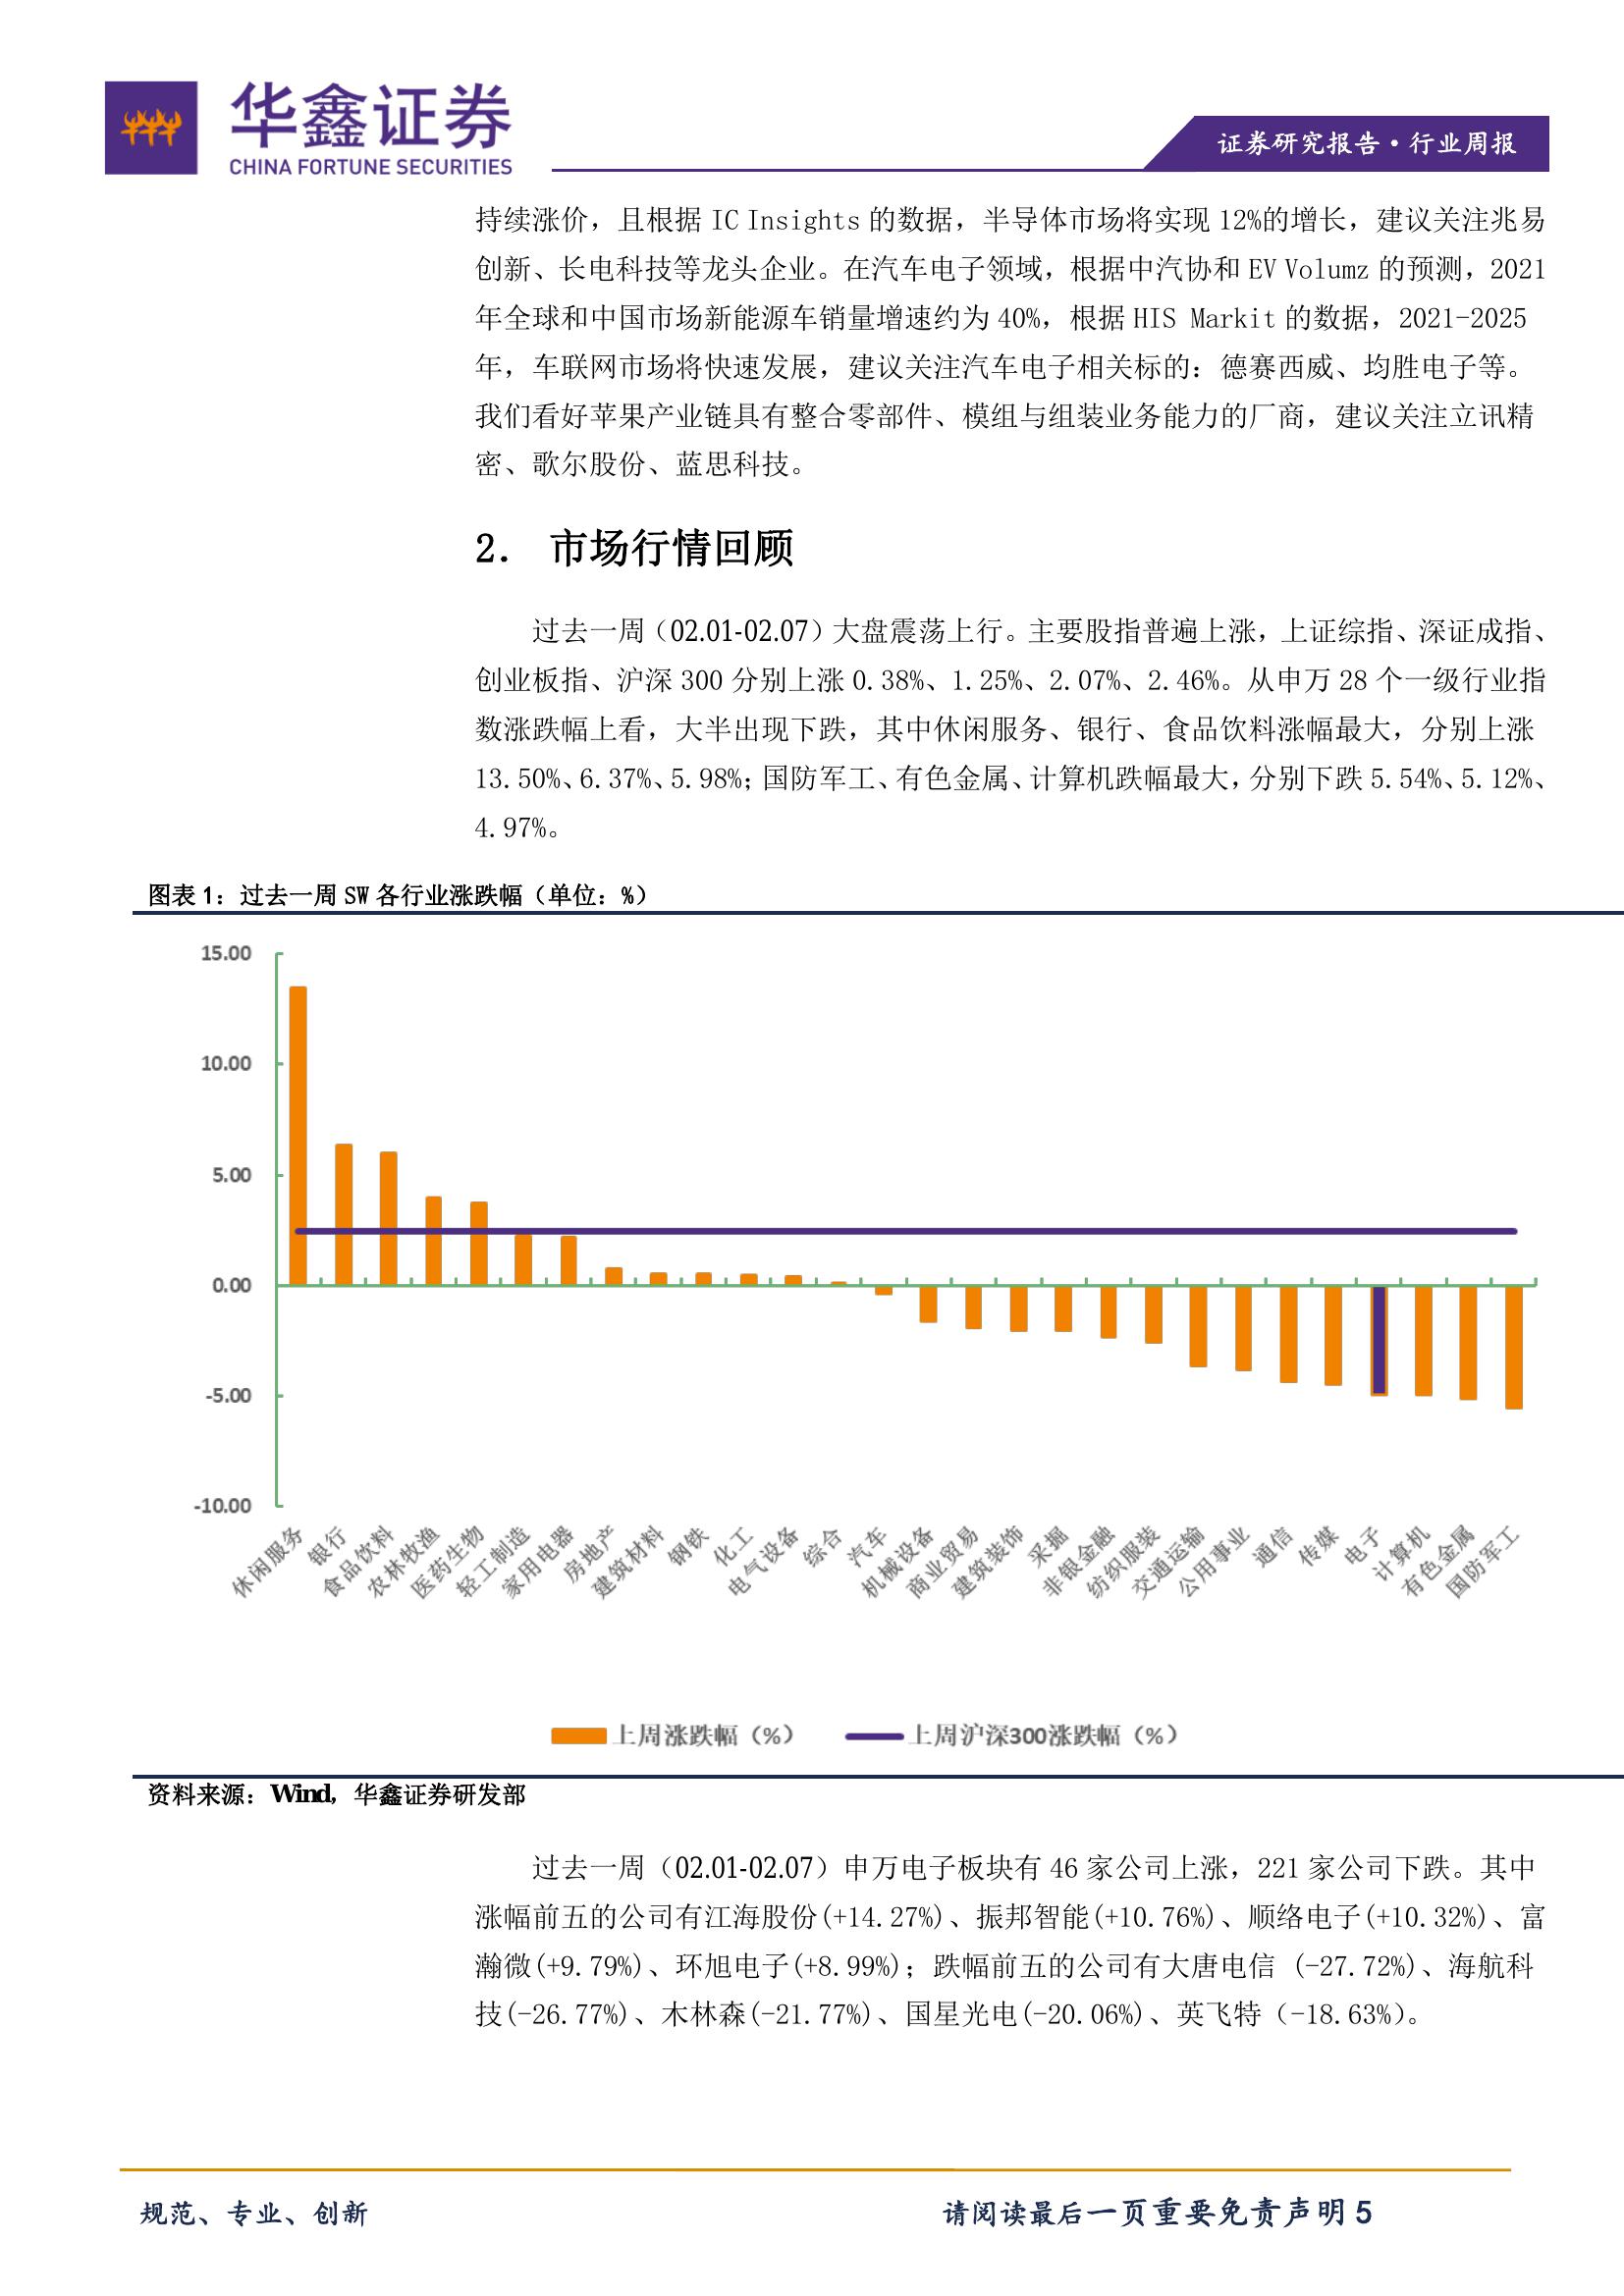 华鑫证券
CHINA FORTUNE SECURITIES
证券研究报告·行业周报
持续涨价，且根据 IC Insights 的数据，半导体市场将实现 12%的增长，建议关注兆易
创新、长电科技等龙头企业。在汽车电子领域，根据中汽协和 EV Volumz 的预测，2021
年全球和中国市场新能源车销量增速约为 40%，根据 HIS Markit 的数据，2021-2025
年，车联网市场将快速发展，建议关注汽车电子相关标的：德赛西威、均胜电子等。
我们看好苹果产业链具有整合零部件、模组与组装业务能力的厂商，建议关注立讯精
密、歌尔股份、蓝思科技。
2. 市场行情回顾
过去一周（02.01-02.07）大盘震荡上行。主要股指普遍上涨，上证综指、深证成指、
创业板指、沪深 300 分别上涨 0.38%、1.25%、2.07%、2.46%。从申万 28 个一级行业指
数涨跌幅上看，大半出现下跌，其中休闲服务、银行、食品饮料涨幅最大，分别上涨
13.50%、6.37%、5.98%；国防军工、有色金属、计算机跌幅最大，分别下跌 5.54%、5.12%、
4.97%。
图表 1：过去一周 SW 各行业涨跌幅（单位：%）
15.00
10.00
5.00
0.00
-5.00
-10.00
休闲服务
银行
食品饮料
农林牧渔
医药生物
轻工制造
家用电器
房地产
建筑材料
钢铁
化工
电气设备
综合
汽车
机械设备
商业贸易
建筑装饰
采掘
非银金融
纺织服装
交通运输
公用事业
通信
传媒
电子
计算机
有色金属
国防军工
上周涨跌幅（%） 上周沪深300涨跌幅（%）
资料来源：Wind，华鑫证券研发部
过去一周（02.01-02.07）申万电子板块有 46 家公司上涨，221 家公司下跌。其中
涨幅前五的公司有江海股份(+14.27%)、振邦智能(+10.76%)、顺络电子(+10.32%)、富
瀚微(+9.79%)、环旭电子(+8.99%)；跌幅前五的公司有大唐电信 (-27.72%)、海航科
技(-26.77%)、木林森(-21.77%)、国星光电(-20.06%)、英飞特（-18.63%）。
规范、专业、创新 请阅读最后一页重要免责声明 5